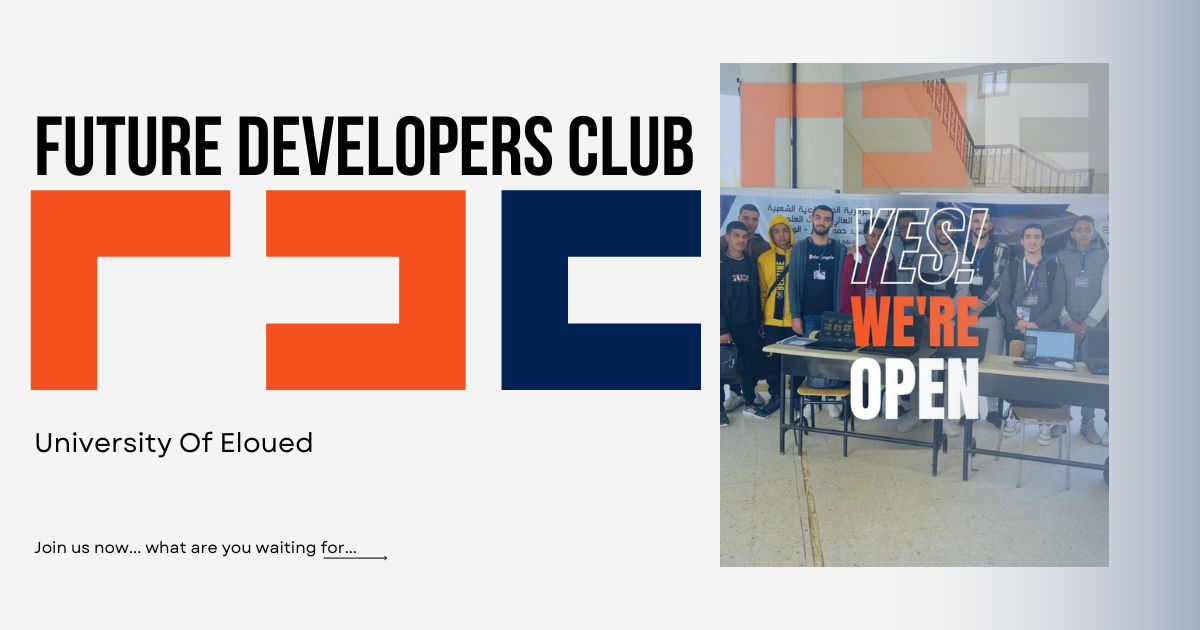 FUTURE DEVELOPERS CLUB
University Of Eloued
Join us now... what are you waiting for...
YES!
WE'RE
OPEN